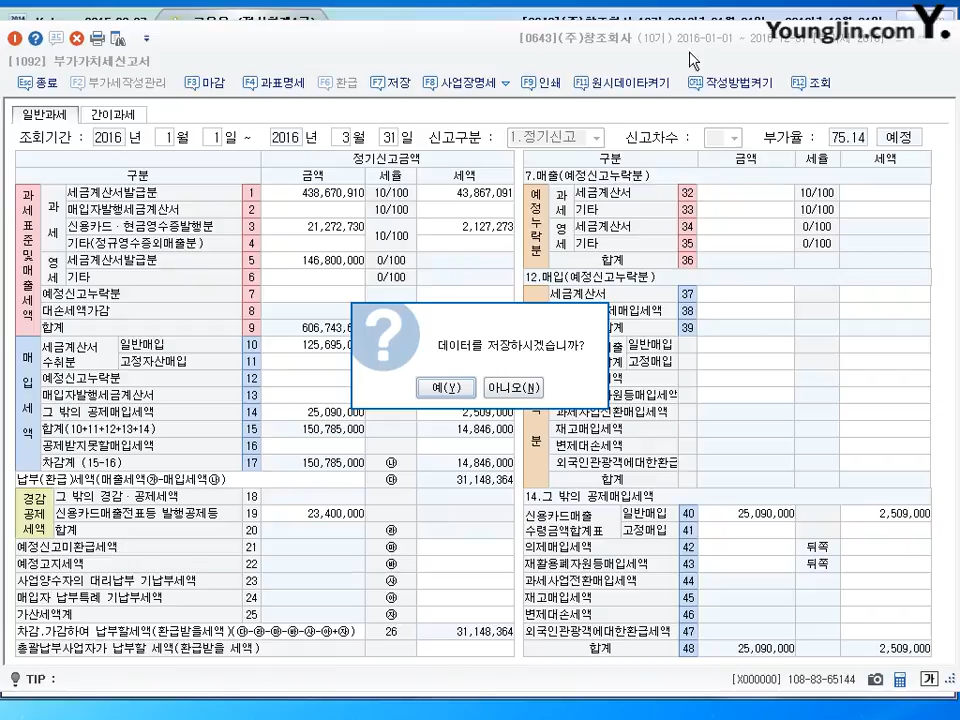 YoungJin.com Y.
[0643](주)창조회사 (10기) 2016-01-01 ~ 2016-12-31
[1092] 부가가치세신고서
Esc 종료 F2 부가세작성관리 F3 마감 F4 과표명세 F6 환급 F7 저장 F8 사업장명세 F9 인쇄 F11 원시데이타켜기 CF11 작성방법켜기 F12 조회
일반과세 간이과세
조회기간 : 2016 년 1 월 1 일 ~ 2016 년 3 월 31 일 신고구분 : 1.정기신고 신고차수 : 부가율 : 75.14 예정
정기신고금액
구분 금액 세율 세액
과세표준및매출세액
과세
세금계산서발급분 1 438,670,910 10/100 43,867,091
매입자발행세금계산서 2 10/100
신용카드·현금영수증발행분 3 21,272,730 10/100 2,127,273
기타(정규영수증외매출분) 4
영세
세금계산서발급분 5 146,800,000 0/100
기타 6 0/100
예정신고누락분 7
대손세액가감 8
합계 9
매입세액
세금계산서 수취분
일반매입 10
고정자산매입 11
예정신고누락분 12
매입자발행세금계산서 13
그 밖의 공제매입세액 14 25,090,000 2,509,000
합계(10+11+12+13+14) 15 150,785,000 14,846,000
공제받지못할매입세액 16
차감계 (15-16) 17 150,785,000 ㉯ 14,846,000
납부(환급)세액(매출세액㉮-매입세액㉯) ㉰ 31,148,364
경감공제세액
그 밖의 경감·공제세액 18
신용카드매출전표등 발행공제등 19 23,400,000
합계 20 ㉱
예정신고미환급세액 21 ㉲
예정고지세액 22 ㉳
사업양수자의 대리납부 기납부세액 23 ㉴
매입자 납부특례 기납부세액 24 ㉵
가산세액계 25 ㉶
차감.가감하여 납부할세액(환급받을세액)(㉰-㉱-㉲-㉳-㉴-㉵+㉶) 26 31,148,364
총괄납부사업자가 납부할 세액(환급받을 세액)
구분 금액 세율 세액
7.매출(예정신고누락분)
예정누락분
과세
세금계산서 32 10/100
기타 33 10/100
영세
세금계산서 34 0/100
기타 35 0/100
합계 36
12.매입(예정신고누락분)
세금계산서 37
38
39
일반매입
고정매입
재고매입세액
변제대손세액
외국인관광객에대한환급
합계
14.그 밖의 공제매입세액
신용카드매출 수령금액합계표
일반매입 40 25,090,000 2,509,000
고정매입 41
의제매입세액 42 뒤쪽
재활용폐자원등매입세액 43 뒤쪽
과세사업전환매입세액 44
재고매입세액 45
변제대손세액 46
외국인관광객에대한환급세액 47
합계 48 25,090,000 2,509,000
데이터를 저장하시겠습니까?
예(Y) 아니오(N)
TIP :
[X00000] 108-83-65144 가